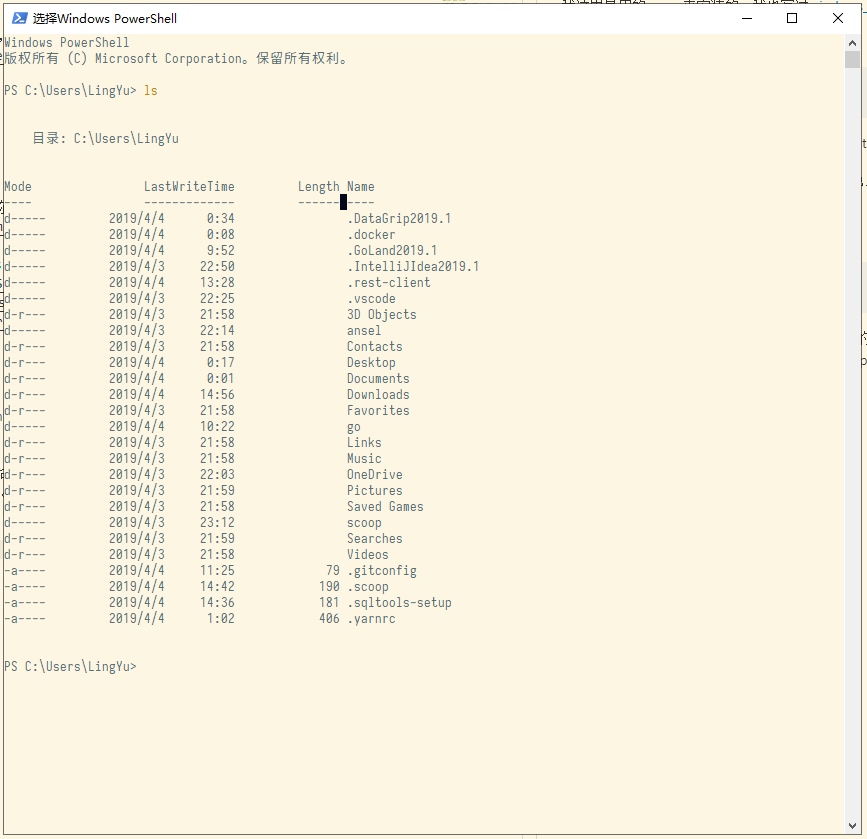 选择Windows PowerShell
Windows PowerShell
版权所有 (C) Microsoft Corporation。保留所有权利。
PS C:\Users\LingYu> ls
目录: C:\Users\LingYu
Mode LastWriteTime Length Name
---- ------------- ------ ----
d----- 2019/4/4 0:34 .DataGrip2019.1
d----- 2019/4/4 0:08 .docker
d----- 2019/4/4 9:52 .GoLand2019.1
d----- 2019/4/3 22:50 .IntelliJIdea2019.1
d----- 2019/4/4 13:28 .rest-client
d----- 2019/4/3 22:25 .vscode
d-r--- 2019/4/3 21:58 3D Objects
d----- 2019/4/3 22:14 ansel
d-r--- 2019/4/3 21:58 Contacts
d-r--- 2019/4/4 0:17 Desktop
d-r--- 2019/4/4 0:01 Documents
d-r--- 2019/4/4 14:56 Downloads
d-r--- 2019/4/3 21:58 Favorites
d----- 2019/4/4 10:22 go
d-r--- 2019/4/3 21:58 Links
d-r--- 2019/4/3 21:58 Music
d-r--- 2019/4/3 22:03 OneDrive
d-r--- 2019/4/3 21:59 Pictures
d-r--- 2019/4/3 21:58 Saved Games
d----- 2019/4/3 23:12 scoop
d-r--- 2019/4/3 21:59 Searches
d-r--- 2019/4/3 21:58 Videos
-a---- 2019/4/4 11:25 79 .gitconfig
-a---- 2019/4/4 14:42 190 .scoop
-a---- 2019/4/4 14:36 181 .sqltools-setup
-a---- 2019/4/4 1:02 406 .yarnrc
PS C:\Users\LingYu>